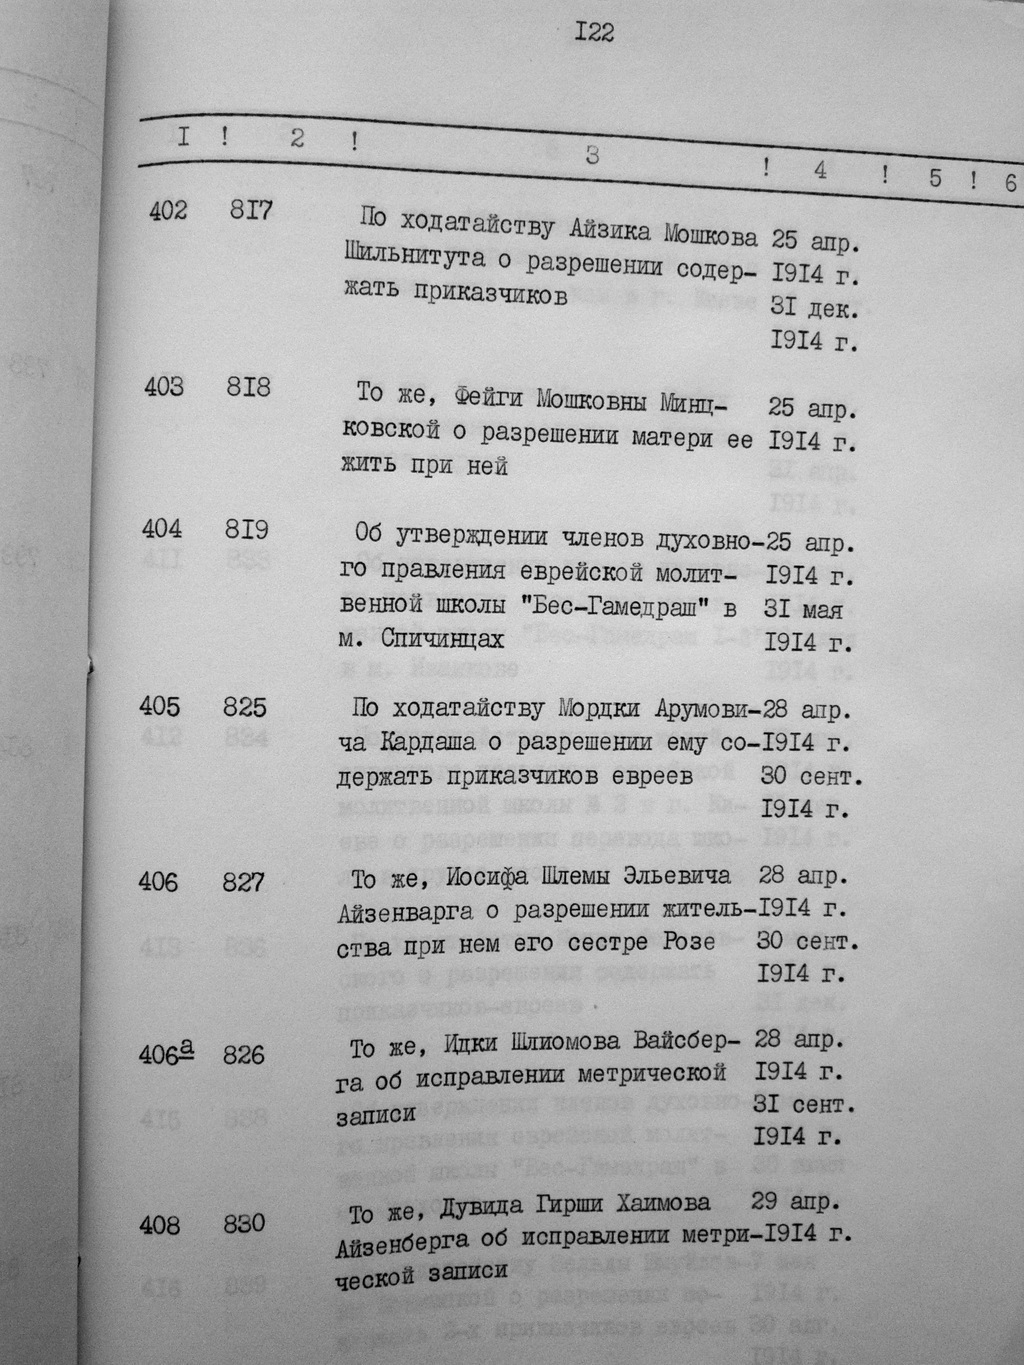 I22
I ! 2 ! 3 ! 4 ! 5 ! 6
402 8I7 По ходатайству Айзика Мошкова 25 апр.
Шильнитута о разрешении содер- I9I4 г.
жать приказчиков 3I дек.
I9I4 г.
403 8I8 То же, Фейги Мошковны Минц- 25 апр.
ковской о разрешении матери ее I9I4 г.
жить при ней
404 8I9 Об утверждении членов духовно-25 апр.
го правления еврейской молит- I9I4 г.
венной школы "Бес-Гамедраш" в 3I мая
м. Спичинцах I9I4 г.
405 825 По ходатайству Мордки Арумови-28 апр.
ча Кардаша о разрешении ему со-I9I4 г.
держать приказчиков евреев 30 сент.
I9I4 г.
406 827 То же, Иосифа Шлемы Эльевича 28 апр.
Айзенварга о разрешении житель-I9I4 г.
ства при нем его сестре Розе 30 сент.
I9I4 г.
406а 826 То же, Идки Шлиомова Вайсбер- 28 апр.
га об исправлении метрической I9I4 г.
записи 3I сент.
I9I4 г.
408 830 То же, Дувида Гирши Хаимова 29 апр.
Айзенберга об исправлении метри-I9I4 г.
ческой записи